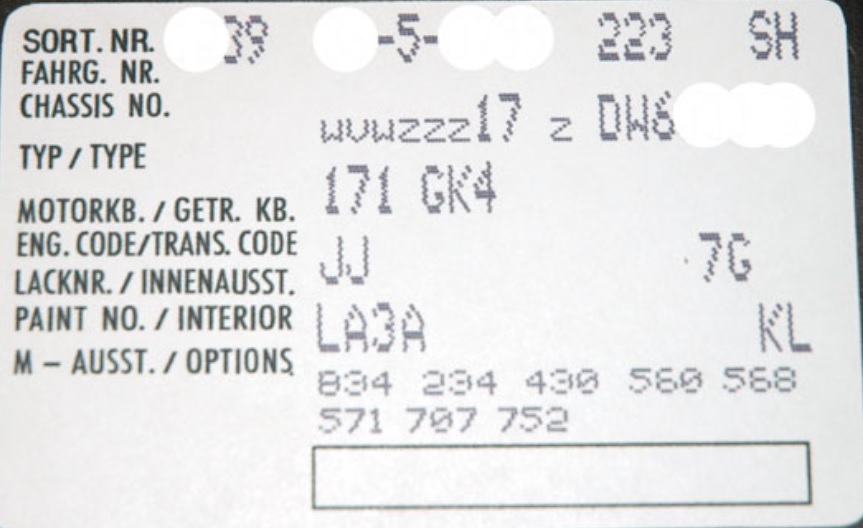 SORT. NR. 39 -5- 223 SH
FAHRG. NR.
CHASSIS NO. WVWZZZ17 Z DW6
TYP / TYPE 171 GK4
MOTORKB. / GETR. KB.
ENG. CODE/TRANS. CODE JJ 7G
LACKNR. / INNENAUSST.
PAINT NO. / INTERIOR LA3A KL
M – AUSST. / OPTIONS 834 234 430 560 568
571 707 752